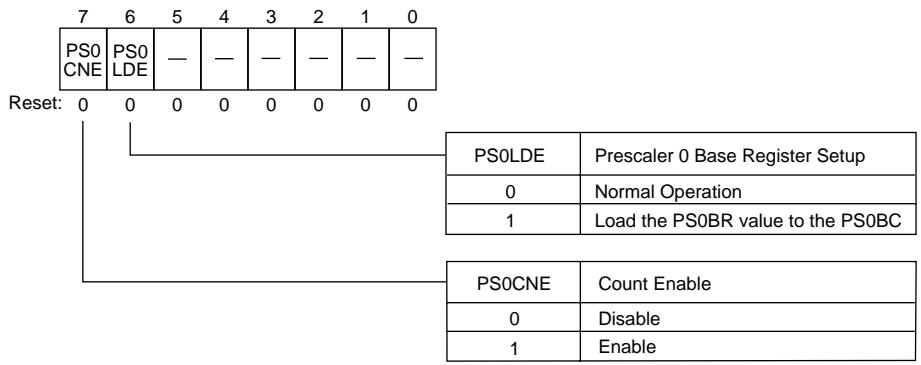 7 6 5 4 3 2 1 0
PS0 CNE PS0 LDE — — — — — —
Reset: 0 0 0 0 0 0 0 0
PS0LDE Prescaler 0 Base Register Setup
0 Normal Operation
1 Load the PS0BR value to the PS0BC
PS0CNE Count Enable
0 Disable
1 Enable